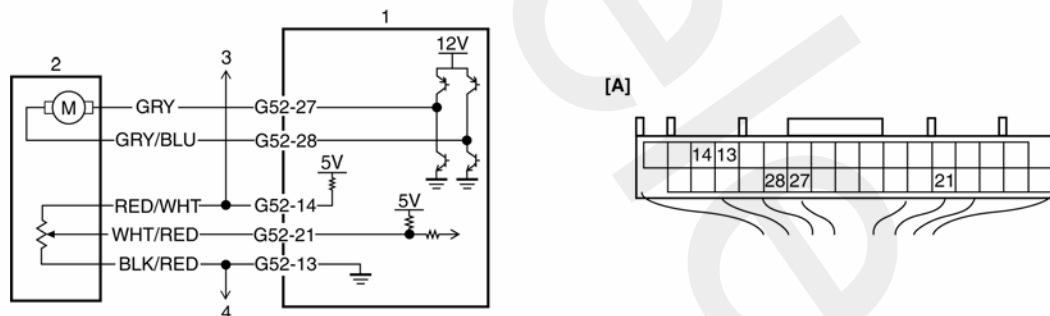 1
2
3
12V
[A]
M
GRY
G52-27
GRY/BLU
G52-28
14 13
28 27
21
5V
5V
RED/WHT
G52-14
WHT/RED
G52-21
BLK/RED
G52-13
4